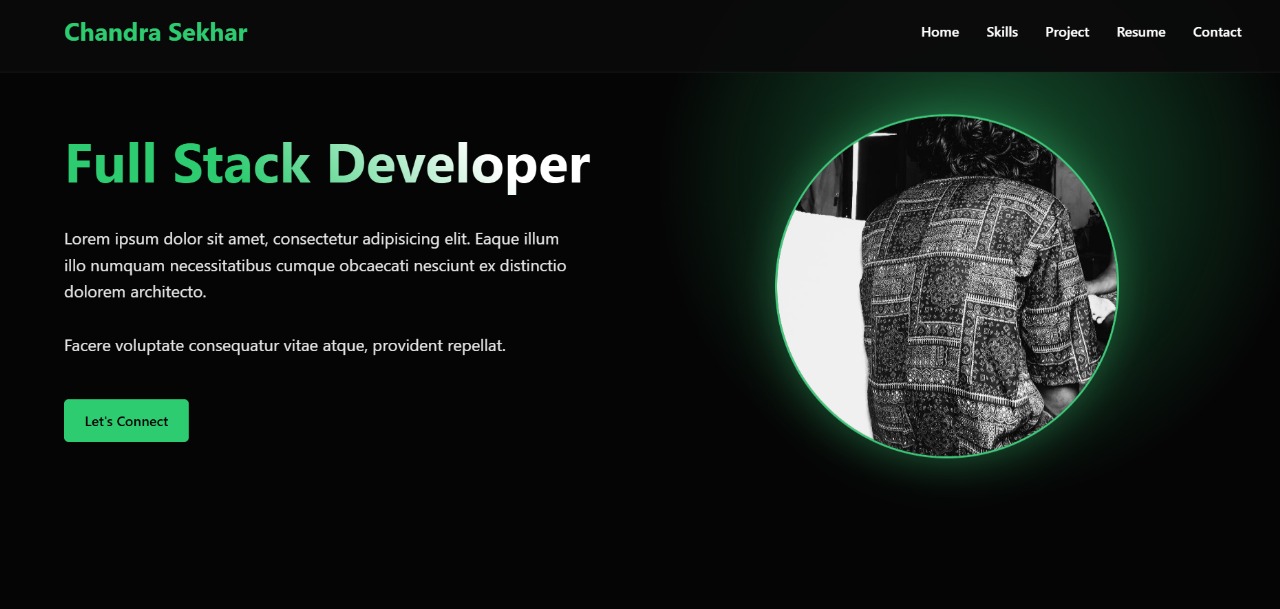 Chandra Sekhar
Home Skills Project Resume Contact
Full Stack Developer
Lorem ipsum dolor sit amet, consectetur adipisicing elit. Eaque illum
illo numquam necessitatibus cumque obcaecati nesciunt ex distinctio
dolorem architecto.
Facere voluptate consequatur vitae atque, provident repellat.
Let's Connect